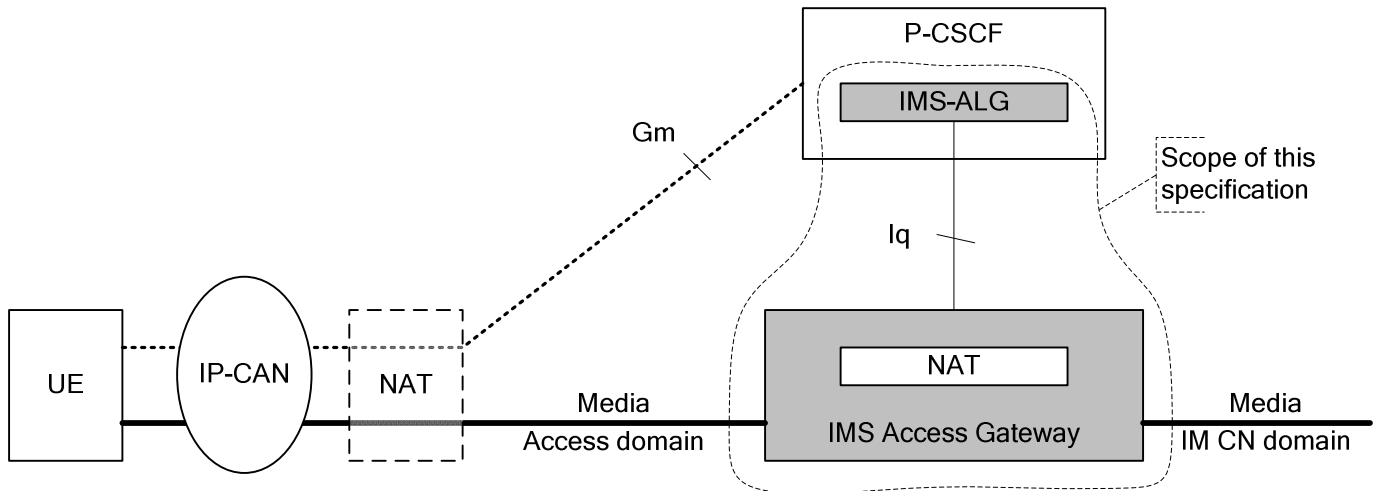 P-CSCF
IMS-ALG
Gm
Scope of this
specification
Iq
UE
IP-CAN
NAT
NAT
Media
Access domain
IMS Access Gateway
Media
IM CN domain